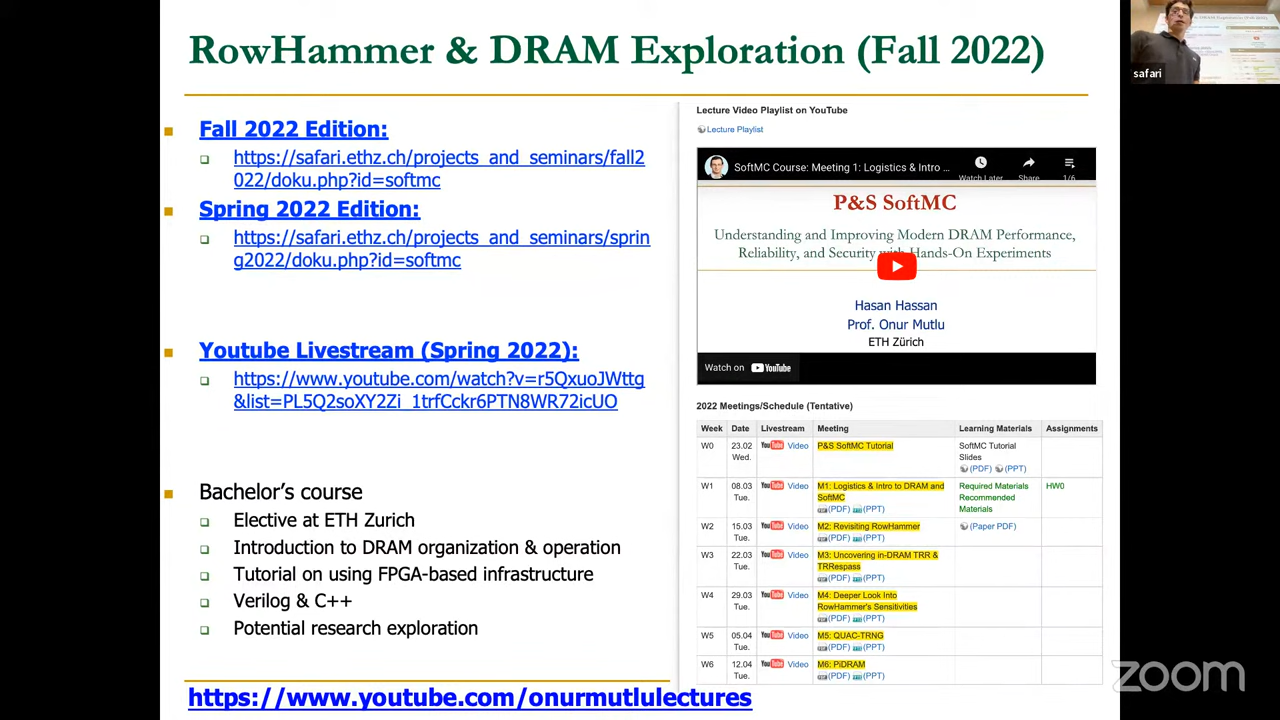 RowHammer & DRAM Exploration (Fall 2022)
Fall 2022 Edition:
https://safari.ethz.ch/projects_and_seminars/fall2
022/doku.php?id=softmc
Spring 2022 Edition:
https://safari.ethz.ch/projects_and_seminars/sprin
g2022/doku.php?id=softmc
Youtube Livestream (Spring 2022):
https://www.youtube.com/watch?v=r5QxuoJWttg
&list=PL5Q2soXY2Zi_1trfCckr6PTN8WR72icUO
Bachelor's course
Elective at ETH Zurich
Introduction to DRAM organization & operation
Tutorial on using FPGA-based infrastructure
Verilog & C++
Potential research exploration
https://www.youtube.com/onurmutlulectures
Lecture Video Playlist on YouTube
Lecture Playlist
SoftMC Course: Meeting 1: Logistics & Intro ...
Watch Later Share 1/6
P&S SoftMC
Understanding and Improving Modern DRAM Performance,
Reliability, and Security with Hands-On Experiments
Hasan Hassan
Prof. Onur Mutlu
ETH Zürich
Watch on YouTube
2022 Meetings/Schedule (Tentative)
Week Date Livestream Meeting Learning Materials Assignments
W0 23.02 YouTube Video P&S SoftMC Tutorial SoftMC Tutorial
Wed. Slides
(PDF) (PPT)
W1 08.03 YouTube Video M1: Logistics & Intro to DRAM and Required Materials HW0
Tue. SoftMC Recommended
(PDF) (PPT) Materials
W2 15.03 YouTube Video M2: Revisiting RowHammer (Paper PDF)
Tue. (PDF) (PPT)
W3 22.03 YouTube Video M3: Uncovering in-DRAM TRR &
Tue. TRRespass
(PDF) (PPT)
W4 29.03 YouTube Video M4: Deeper Look Into
Tue. RowHammer's Sensitivities
(PDF) (PPT)
W5 05.04 YouTube Video M5: QUAC-TRNG
Tue. (PDF) (PPT)
W6 12.04 YouTube Video M6: PiDRAM
Tue. (PDF) (PPT)
safari
zoom